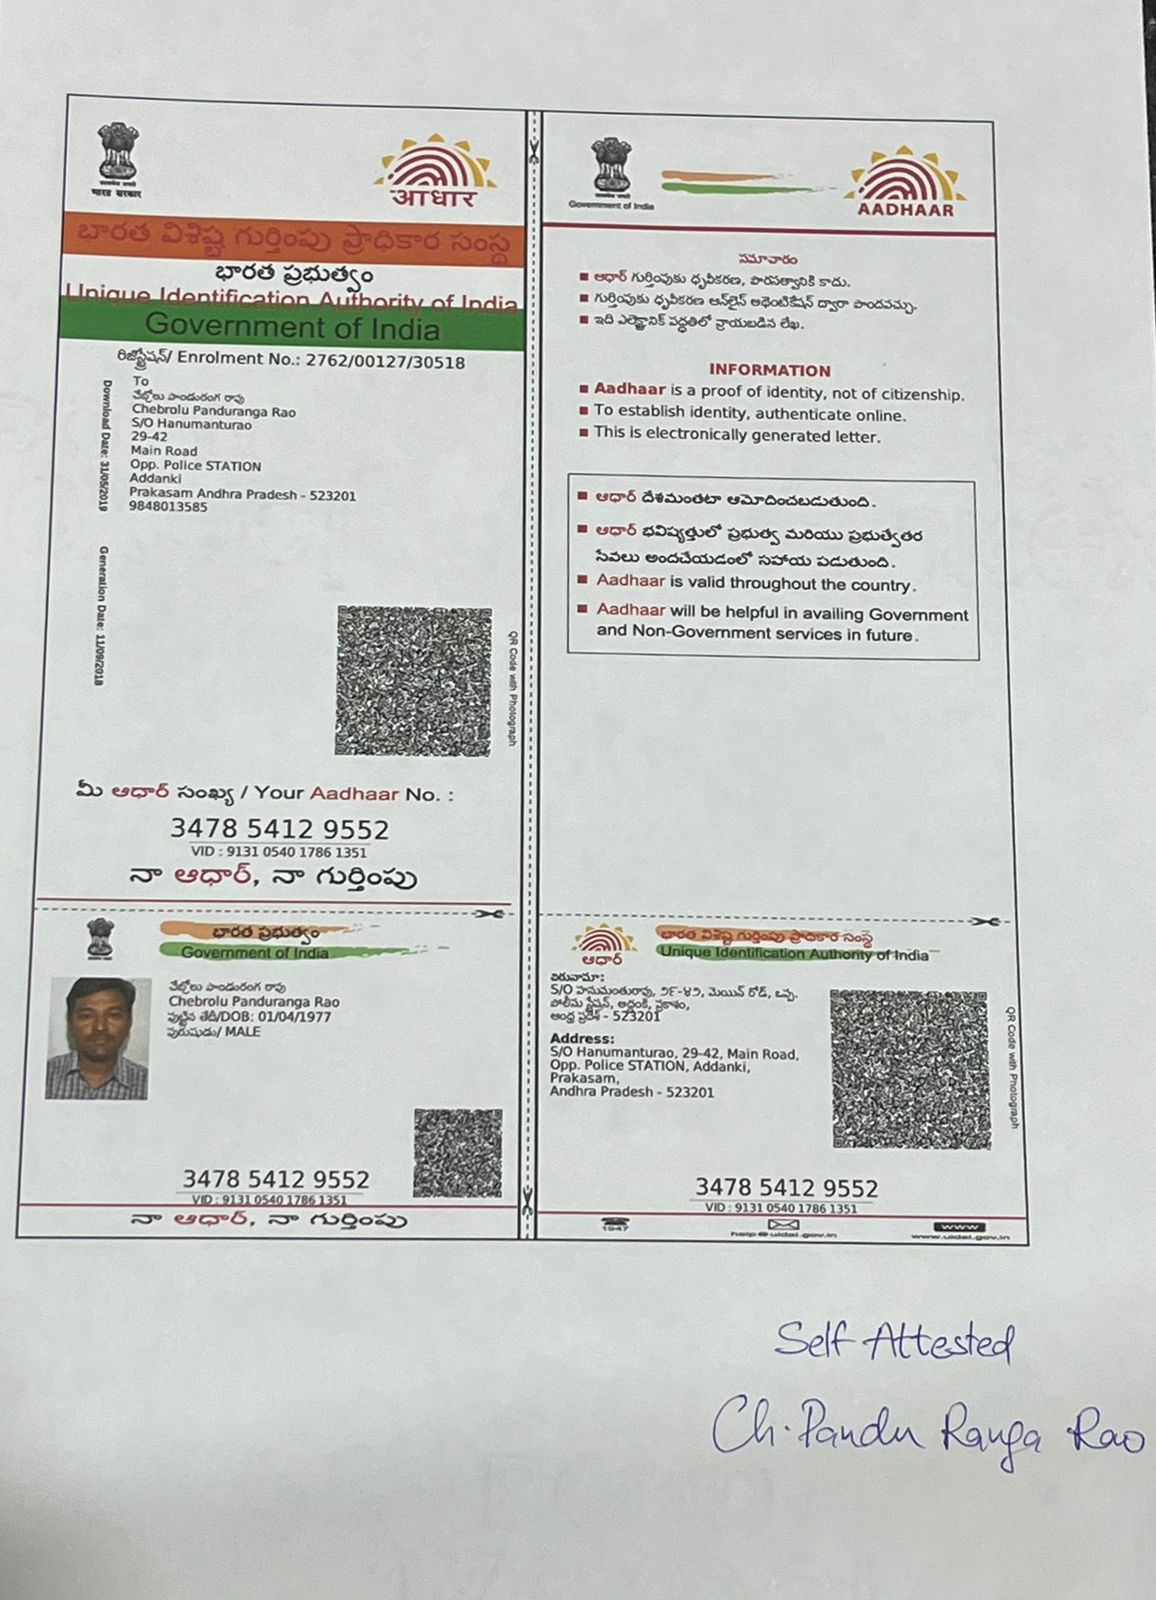 भारत सरकार
आधार
భారత విశిష్ట గుర్తింపు ప్రాధికార సంస్థ
భారత ప్రభుత్వం
Unique Identification Authority of India
Government of India
రిజిస్ట్రేషన్/ Enrolment No.: 2762/00127/30518
To
చేబ్రోలు పాండురంగ రావు
Chebrolu Panduranga Rao
S/O Hanumanturao
29-42
Main Road
Opp. Police STATION
Addanki
Prakasam Andhra Pradesh - 523201
9848013585
Download Date: 31/05/2019
Generation Date: 11/09/2018
QR Code with Photograph
మీ ఆధార్ సంఖ్య / Your Aadhaar No. :
3478 5412 9552
VID : 9131 0540 1786 1351
నా ఆధార్, నా గుర్తింపు
భారత ప్రభుత్వం
Government of India
చేబ్రోలు పాండురంగ రావు
Chebrolu Panduranga Rao
పుట్టిన తేదీ/DOB: 01/04/1977
పురుషుడు/ MALE
3478 5412 9552
VID : 9131 0540 1786 1351
నా ఆధార్, నా గుర్తింపు
Government of India
AADHAAR
సమాచారం
ఆధార్ గుర్తింపుకు ధృవీకరణ, పౌరసత్వానికి కాదు.
గుర్తింపుకు ధృవీకరణ ఆన్‌లైన్ అథెంటికేషన్ ద్వారా పొందవచ్చు.
ఇది ఎలెక్ట్రానిక్ పద్ధతిలో వ్రాయబడిన లేఖ.
INFORMATION
Aadhaar is a proof of identity, not of citizenship.
To establish identity, authenticate online.
This is electronically generated letter.
ఆధార్ దేశమంతటా ఆమోదించబడుతుంది.
ఆధార్ భవిష్యత్తులో ప్రభుత్వ మరియు ప్రభుత్వేతర
సేవలు అందచేయడంలో సహాయ పడుతుంది.
Aadhaar is valid throughout the country.
Aadhaar will be helpful in availing Government
and Non-Government services in future.
ఆధార్
భారత విశిష్ట గుర్తింపు ప్రాధికార సంస్థ
Unique Identification Authority of India
చిరునామా:
S/O హనుమంతురావు, ౨౯-౪౨, మెయిన్ రోడ్, ఒప్ప.
పోలీసు స్టేషన్, అద్దంకి, ప్రకాశం,
ఆంధ్ర ప్రదేశ్ - 523201
Address:
S/O Hanumanturao, 29-42, Main Road,
Opp. Police STATION, Addanki,
Prakasam,
Andhra Pradesh - 523201
QR Code with Photograph
3478 5412 9552
VID : 9131 0540 1786 1351
1947
help@uidai.gov.in
www
www.uidai.gov.in
Self Attested
Ch. Pandu Ranga Rao